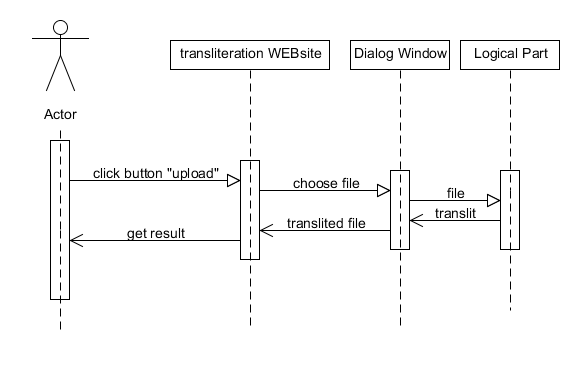 transliteration WEBsite
Dialog Window
Logical Part
Actor
click button "upload"
choose file
file
translit
translited file
get result